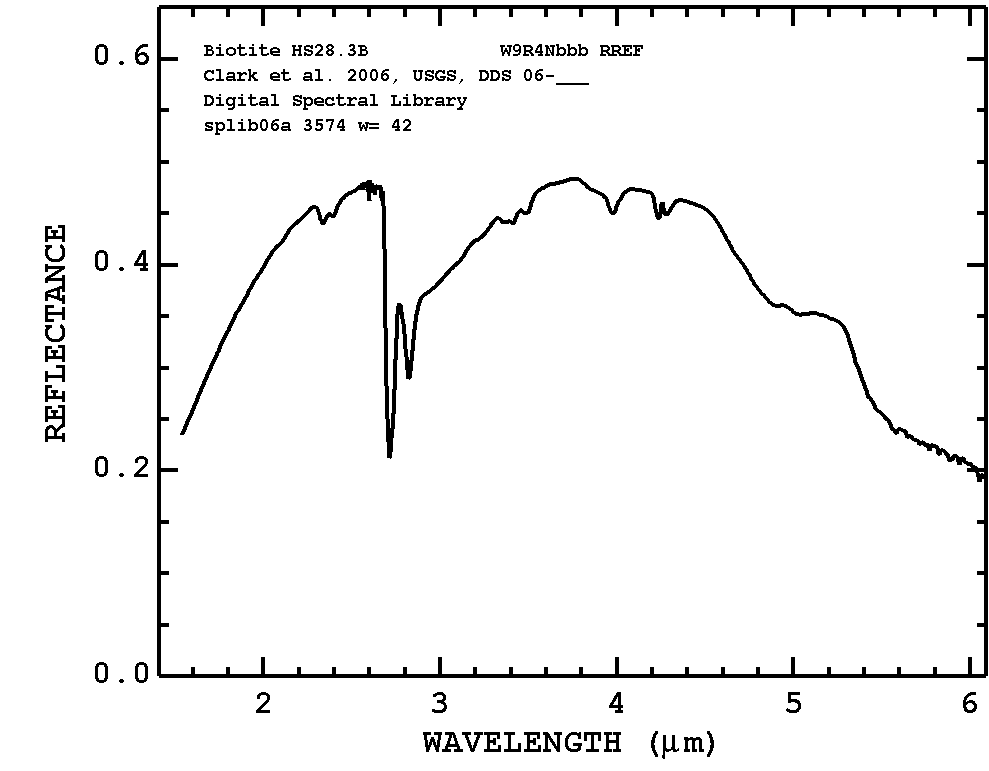 Biotite HS28.3B W9R4Nbbb RREF
Clark et al. 2006, USGS, DDS 06-___
Digital Spectral Library
splib06a 3574 w= 42
0.6
0.4
0.2
0.0
REFLECTANCE
2 3 4 5 6
WAVELENGTH (μm)